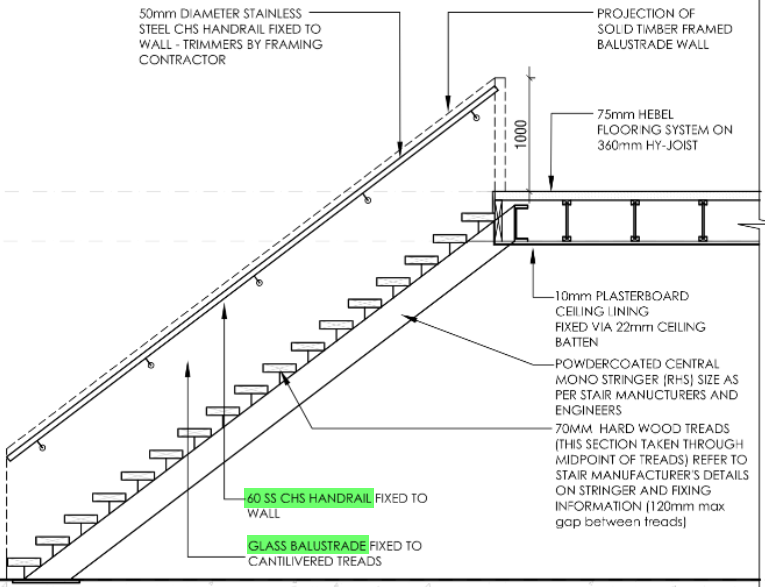 50mm DIAMETER STAINLESS
STEEL CHS HANDRAIL FIXED TO
WALL - TRIMMERS BY FRAMING
CONTRACTOR
PROJECTION OF
SOLID TIMBER FRAMED
BALUSTRADE WALL
1000
75mm HEBEL
FLOORING SYSTEM ON
360mm HY-JOIST
10mm PLASTERBOARD
CEILING LINING
FIXED VIA 22mm CEILING
BATTEN
POWDERCOATED CENTRAL
MONO STRINGER (RHS) SIZE AS
PER STAIR MANUCTURERS AND
ENGINEERS
70MM HARD WOOD TREADS
(THIS SECTION TAKEN THROUGH
MIDPOINT OF TREADS) REFER TO
STAIR MANUFACTURER'S DETAILS
ON STRINGER AND FIXING
INFORMATION (120mm max
gap between treads)
60 SS CHS HANDRAIL FIXED TO
WALL
GLASS BALUSTRADE FIXED TO
CANTILIVERED TREADS